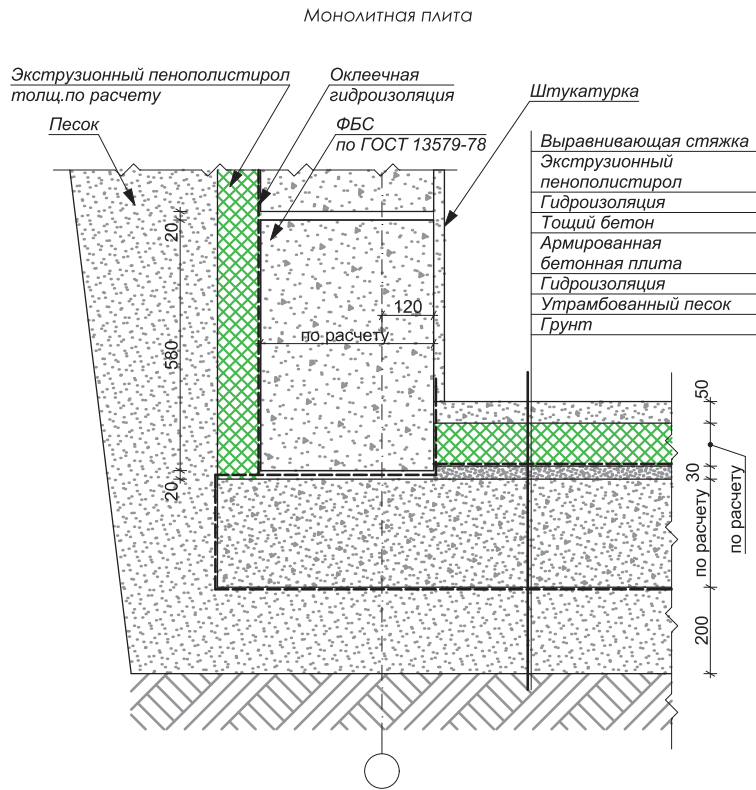 Монолитная плита
Экструзионный пенополистирол
толщ.по расчету
Оклеечная
гидроизоляция
Штукатурка
Песок
ФБС
по ГОСТ 13579-78
Выравнивающая стяжка
Экструзионный
пенополистирол
Гидроизоляция
Тощий бетон
Армированная
бетонная плита
Гидроизоляция
Утрамбованный песок
Грунт
20
580
20
120
по расчету
50
30
по расчету
по расчету
200